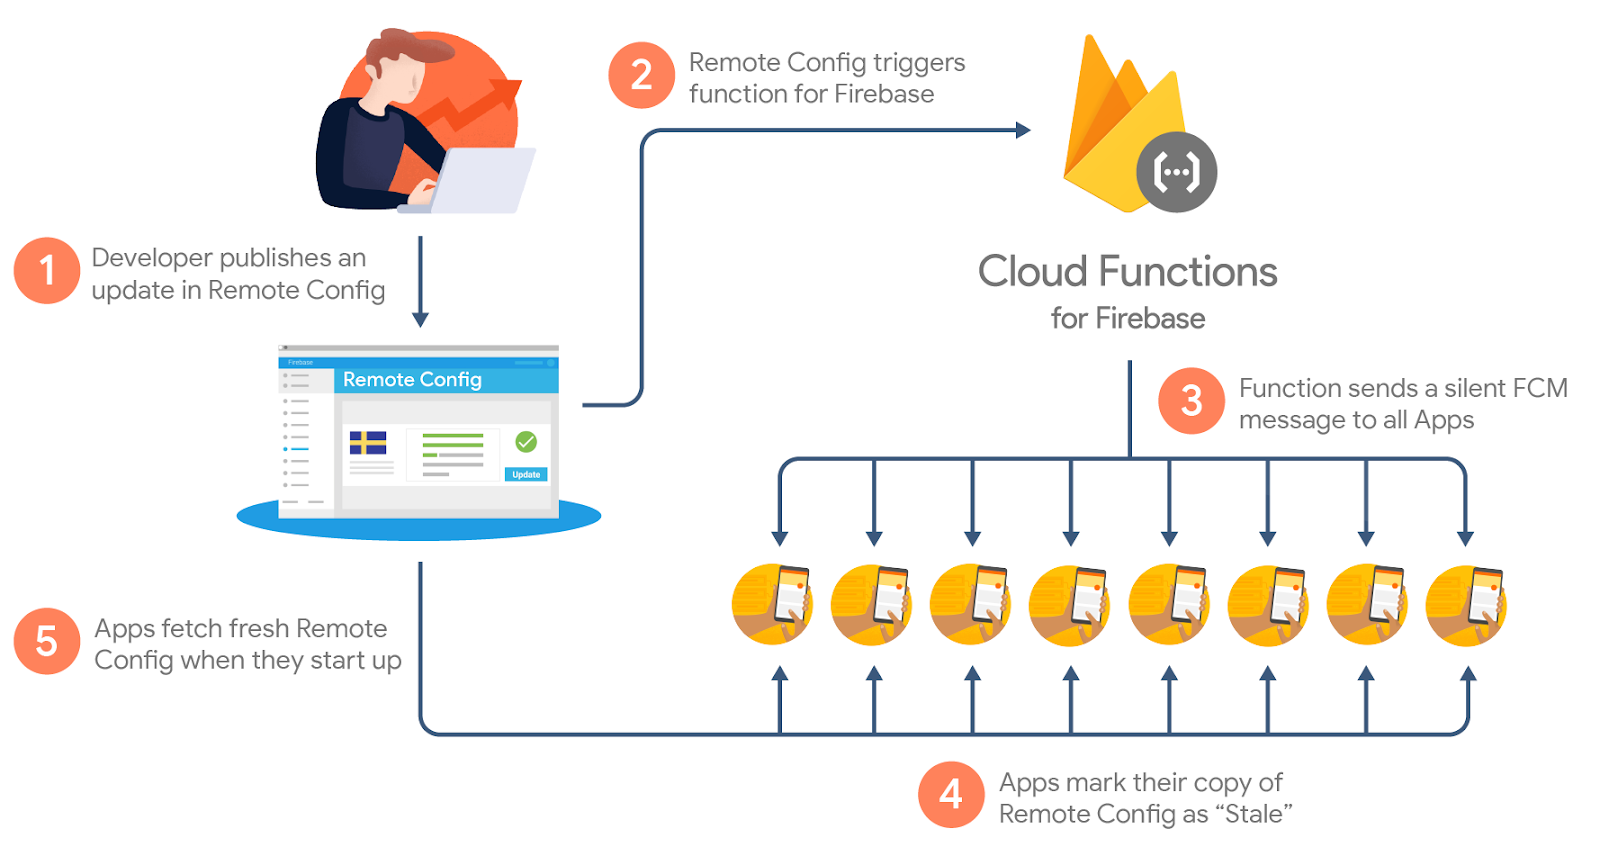 2
Remote Config triggers
function for Firebase
1
Developer publishes an
update in Remote Config
Cloud Functions
for Firebase
Firebase
Remote Config
Update
3
Function sends a silent FCM
message to all Apps
5
Apps fetch fresh Remote
Config when they start up
4
Apps mark their copy of
Remote Config as “Stale”